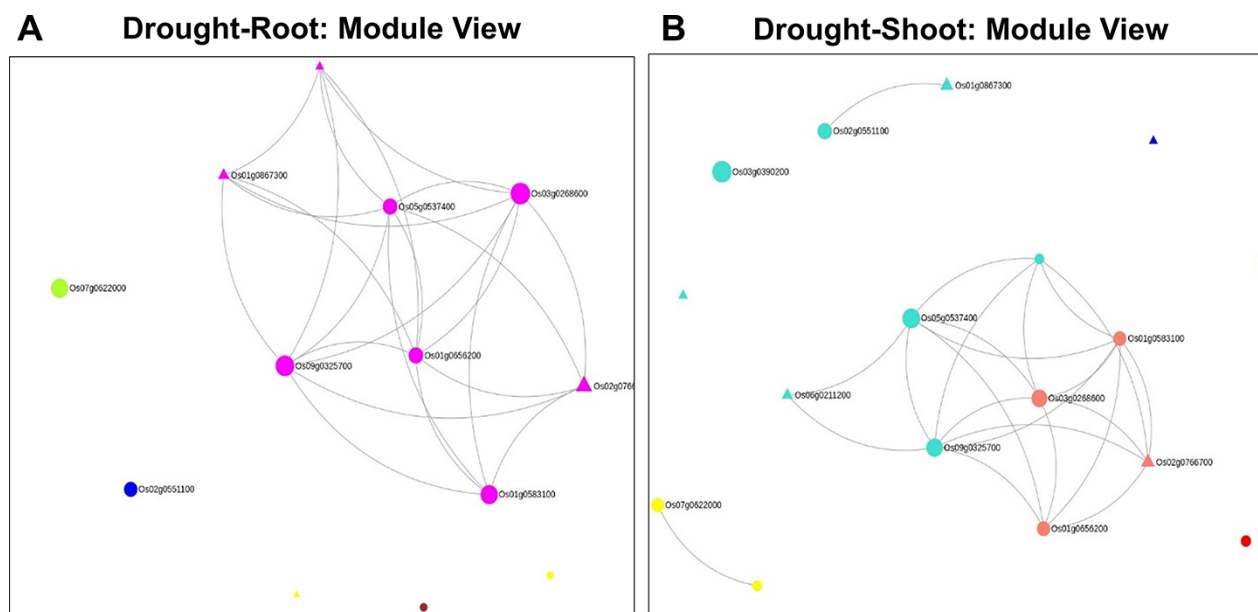 A Drought-Root: Module View
Os01g0867300
Os03g0268600
Os05g0537400
Os07g0622000
Os01g0656200
Os09g0325700
Os02g0766
Os02g0551100
Os01g0583100
B Drought-Shoot: Module View
Os01g0867300
Os02g0551100
Os03g0390200
Os05g0537400
Os01g0583100
Os06g0211200
Os03g0268600
Os09g0325700
Os02g0766700
Os07g0622000
Os01g0656200